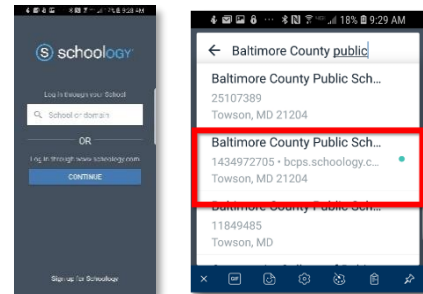 9:28 AM
schoology
Log in through your School
School or domain
OR
Log in through www.schoology.com
CONTINUE
Sign up for Schoology
18% 9:29 AM
Baltimore County public
Baltimore County Public Sch...
25107389
Towson, MD 21204
Baltimore County Public Sch...
1434972705 • bcps.schoology.c...
Towson, MD 21204
Baltimore County Public Sch...
11849485
Towson, MD
GIF